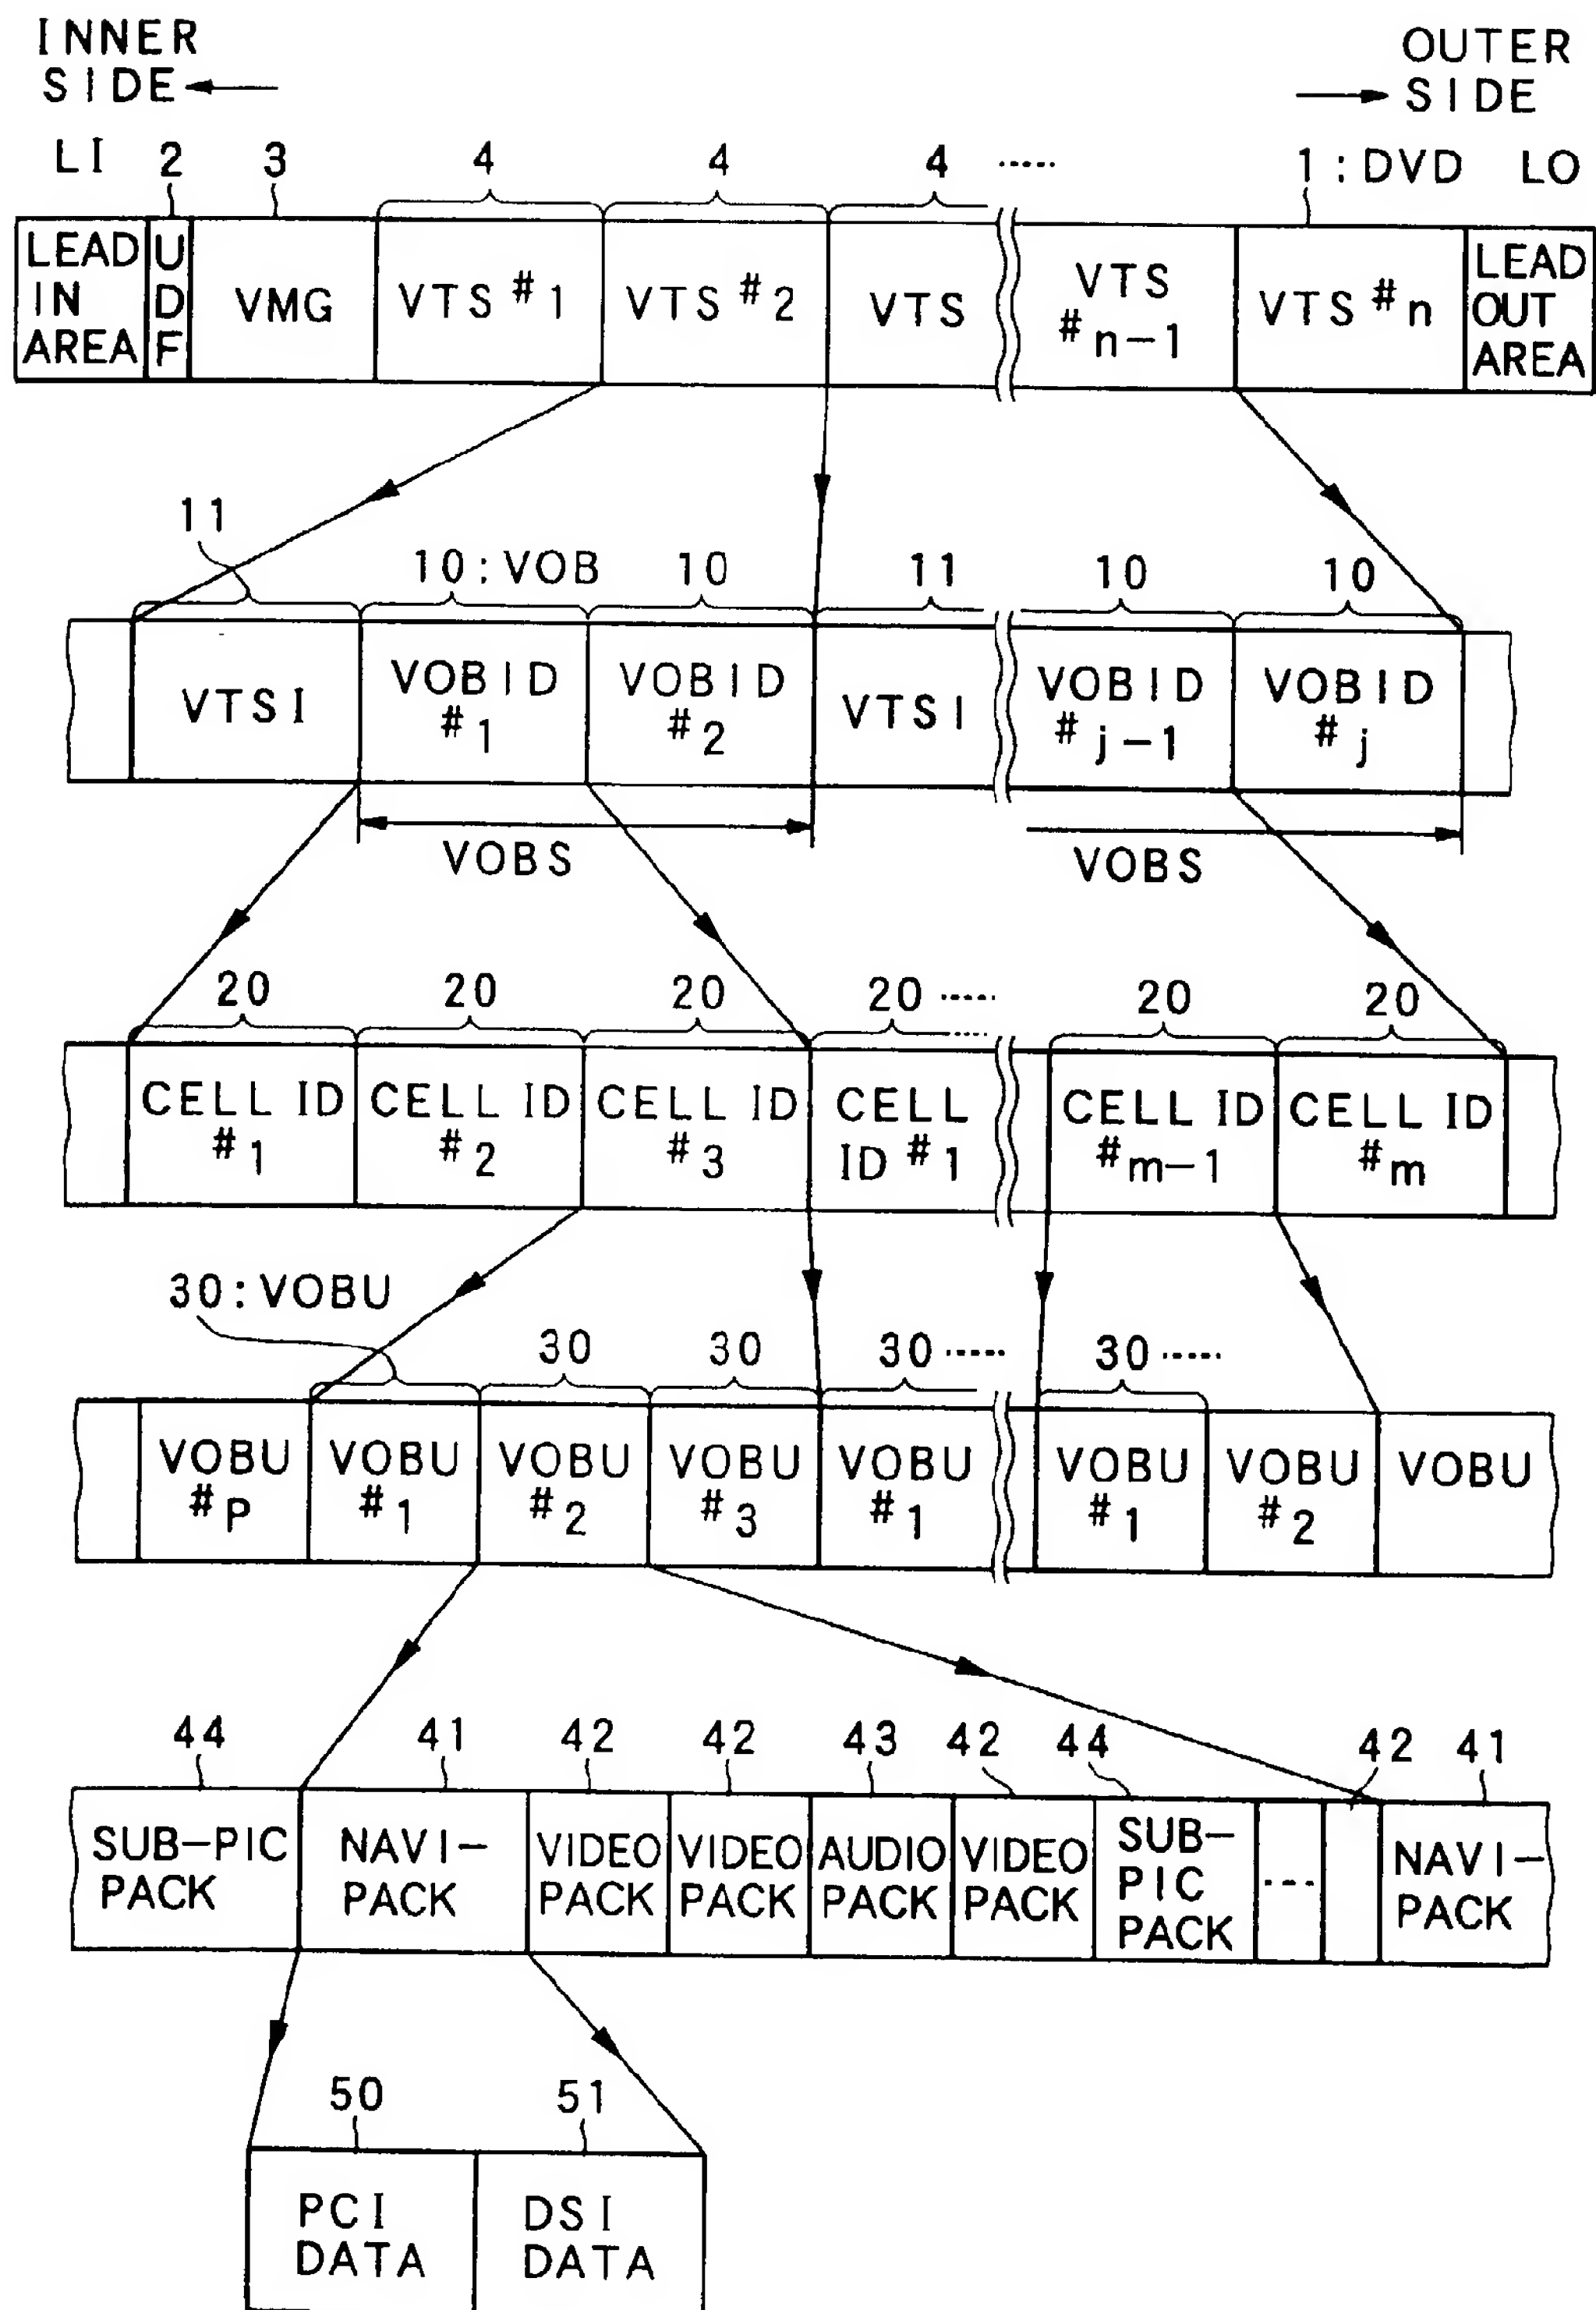 INNER
SIDE
OUTER
SIDE
LI 2 3 4 4 4 ····· 1:DVD LO
LEAD
IN
AREA
U
D
F
VMG
VTS #1
VTS #2
VTS
VTS
#n-1
VTS #n
LEAD
OUT
AREA
11 10:VOB 10 11 10 10
VTSI
VOBID
#1
VOBID
#2
VTSI
VOBID
#j-1
VOBID
#j
VOBS
VOBS
20 20 20 20 ····· 20 20
CELL ID
#1
CELL ID
#2
CELL ID
#3
CELL
ID #1
CELL ID
#m-1
CELL ID
#m
30:VOBU 30 30 30 ····· 30 ·····
VOBU
#P
VOBU
#1
VOBU
#2
VOBU
#3
VOBU
#1
VOBU
#1
VOBU
#2
VOBU
44 41 42 42 43 42 44 42 41
SUB-PIC
PACK
NAVI-
PACK
VIDEO
PACK
VIDEO
PACK
AUDIO
PACK
VIDEO
PACK
SUB-
PIC
PACK
···
NAVI-
PACK
50 51
PCI
DATA
DSI
DATA